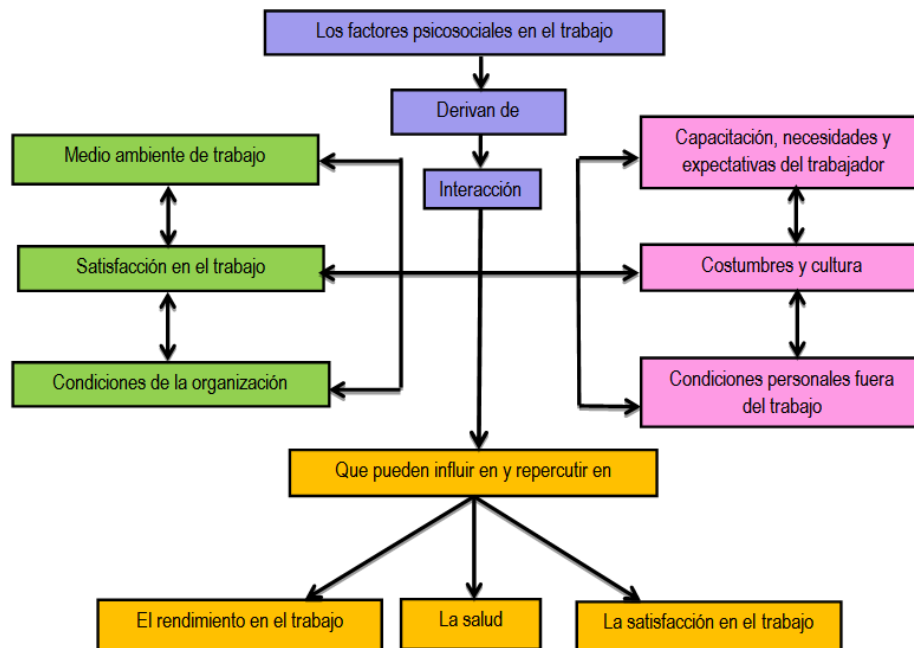 Los factores psicosociales en el trabajo
Derivan de
Interacción
Medio ambiente de trabajo
Satisfacción en el trabajo
Condiciones de la organización
Capacitación, necesidades y
expectativas del trabajador
Costumbres y cultura
Condiciones personales fuera
del trabajo
Que pueden influir en y repercutir en
El rendimiento en el trabajo
La salud
La satisfacción en el trabajo